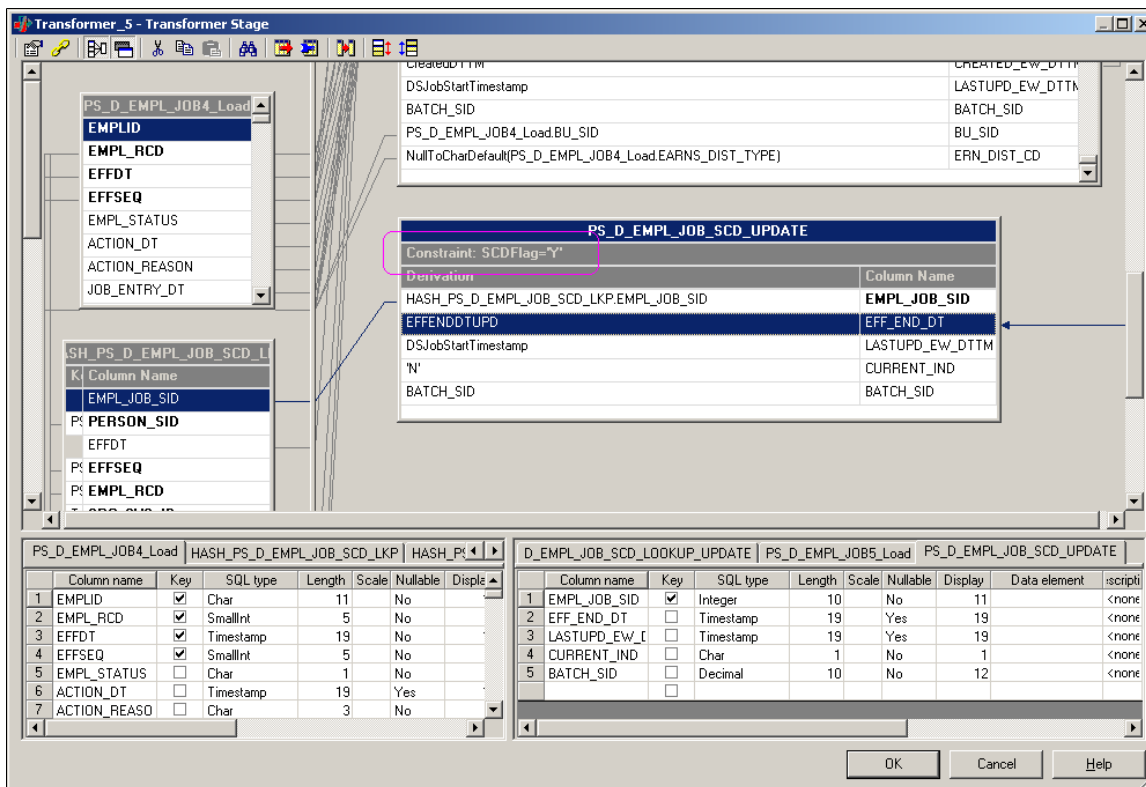 Transformer_5 - Transformer Stage
PS_D_EMPL_JOB4_Load
EMPLID
EMPL_RCD
EFFDT
EFFSEQ
EMPL_STATUS
ACTION_DT
ACTION_REASON
JOB_ENTRY_DT
CreatedDTTM CREATED_EW_DTTM
DSJobStartTimestamp LASTUPD_EW_DTTM
BATCH_SID BATCH_SID
PS_D_EMPL_JOB4_Load.BU_SID BU_SID
NullToCharDefault(PS_D_EMPL_JOB4_Load.EARNS_DIST_TYPE) ERN_DIST_CD
PS_D_EMPL_JOB_SCD_UPDATE
Constraint: SCDFlag='Y'
Derivation Column Name
HASH_PS_D_EMPL_JOB_SCD_LKP.EMPL_JOB_SID EMPL_JOB_SID
EFFENDDTUPD EFF_END_DT
DSJobStartTimestamp LASTUPD_EW_DTTM
'N' CURRENT_IND
BATCH_SID BATCH_SID
ASH_PS_D_EMPL_JOB_SCD_L
K Column Name
EMPL_JOB_SID
PS PERSON_SID
EFFDT
PS EFFSEQ
PS EMPL_RCD
PS_D_EMPL_JOB4_Load HASH_PS_D_EMPL_JOB_SCD_LKP HASH_PS
Column name Key SQL type Length Scale Nullable Displa
1 EMPLID Char 11 No
2 EMPL_RCD SmallInt 5 No
3 EFFDT Timestamp 19 No
4 EFFSEQ SmallInt 5 No
5 EMPL_STATUS Char 1 No
6 ACTION_DT Timestamp 19 Yes
7 ACTION_REASO Char 3 No
D_EMPL_JOB_SCD_LOOKUP_UPDATE PS_D_EMPL_JOB5_Load PS_D_EMPL_JOB_SCD_UPDATE
Column name Key SQL type Length Scale Nullable Display Data element scripti
1 EMPL_JOB_SID Integer 10 No 11 <none
2 EFF_END_DT Timestamp 19 Yes 19 <none
3 LASTUPD_EW_D Timestamp 19 Yes 19 <none
4 CURRENT_IND Char 1 No 1 <none
5 BATCH_SID Decimal 10 No 12 <none
OK Cancel Help